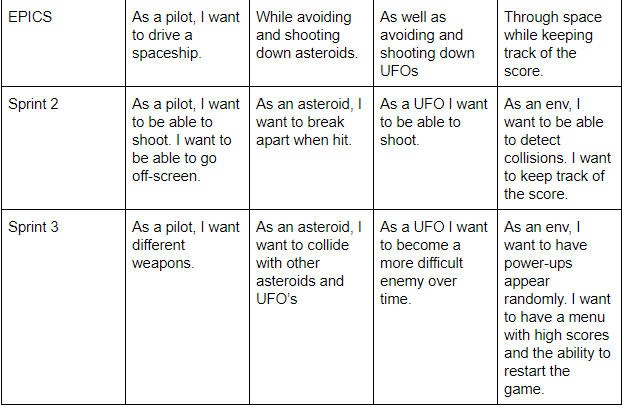 EPICS
As a pilot, I want
to drive a
spaceship.
While avoiding
and shooting
down asteroids.
As well as
avoiding and
shooting down
UFOs
Through space
while keeping
track of the
score.
Sprint 2
As a pilot, I want
to be able to
shoot. I want to
be able to go
off-screen.
As an asteroid, I
want to break
apart when hit.
As a UFO I want
to be able to
shoot.
As an env, I
want to be able
to detect
collisions. I want
to keep track of
the score.
Sprint 3
As a pilot, I want
different
weapons.
As an asteroid, I
want to collide
with other
asteroids and
UFO's
As a UFO I want
to become a
more difficult
enemy over
time.
As an env, I
want to have
power-ups
appear
randomly. I want
to have a menu
with high scores
and the ability to
restart the
game.